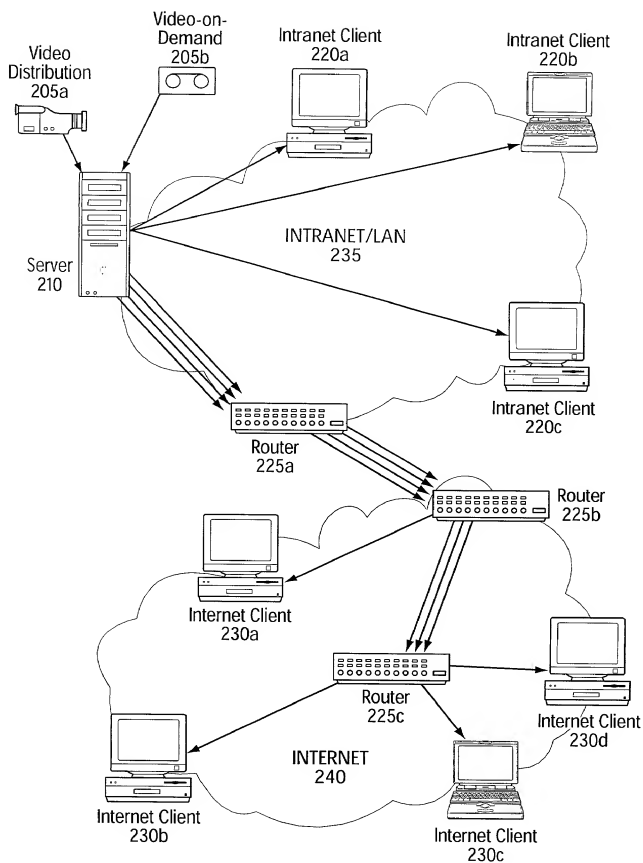 Video-on-
Demand
205b
Video
Distribution
205a
Intranet Client
220a
Intranet Client
220b
INTRANET/LAN
235
Server
210
Intranet Client
220c
Router
225a
Router
225b
Internet Client
230a
Router
225c
Internet Client
230d
INTERNET
240
Internet Client
230b
Internet Client
230c